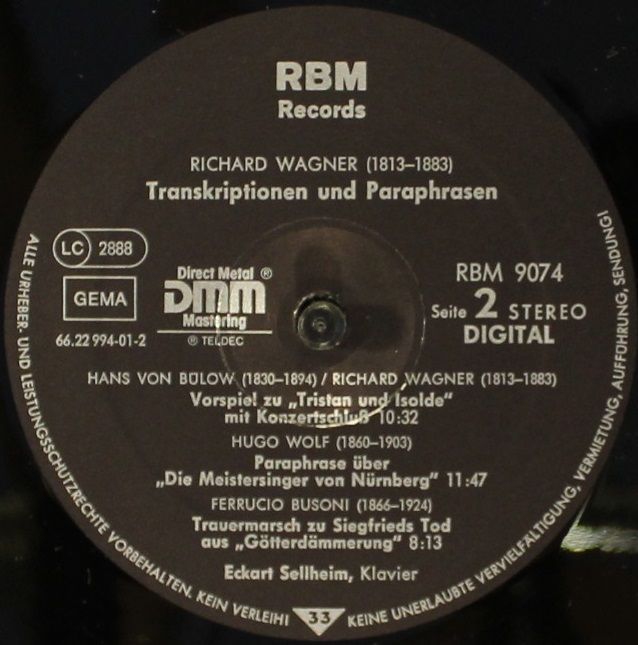 RBM
Records
RICHARD WAGNER (1813–1883)
Transkriptionen und Paraphrasen
LC 2888
GEMA
66.22 994-01-2
Direct Metal ®
DMM
Mastering
℗ TELDEC
RBM 9074
Seite 2 STEREO
DIGITAL
HANS VON BÜLOW (1830–1894) / RICHARD WAGNER (1813–1883)
Vorspiel zu „Tristan und Isolde“
mit Konzertschluß 10:32
HUGO WOLF (1860–1903)
Paraphrase über
„Die Meistersinger von Nürnberg“ 11:47
FERRUCIO BUSONI (1866–1924)
Trauermarsch zu Siegfrieds Tod
aus „Götterdämmerung“ 8:13
Eckart Sellheim, Klavier
ALLE URHEBER- UND LEISTUNGSSCHUTZRECHTE VORBEHALTEN. KEIN VERLEIH!
33
KEINE UNERLAUBTE VERVIELFÄLTIGUNG, VERMIETUNG, AUFFÜHRUNG, SENDUNG!